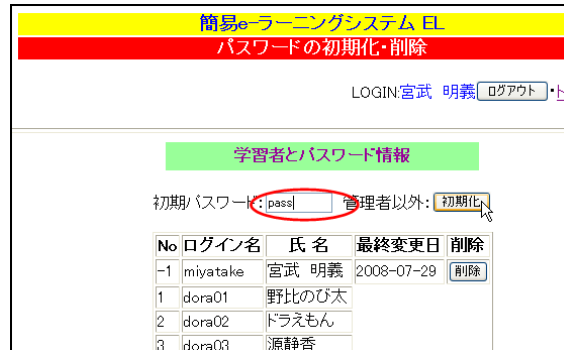 簡易e-ラーニングシステム EL
パスワードの初期化・削除
LOGIN:宮武 明義 ログアウト ・
学習者とパスワード情報
初期パスワード: pass 管理者以外: 初期化
No ログイン名 氏 名 最終変更日 削除
-1 miyatake 宮武 明義 2008-07-29 削除
1 dora01 野比のび太
2 dora02 ドラえもん
3 dora03 源静香